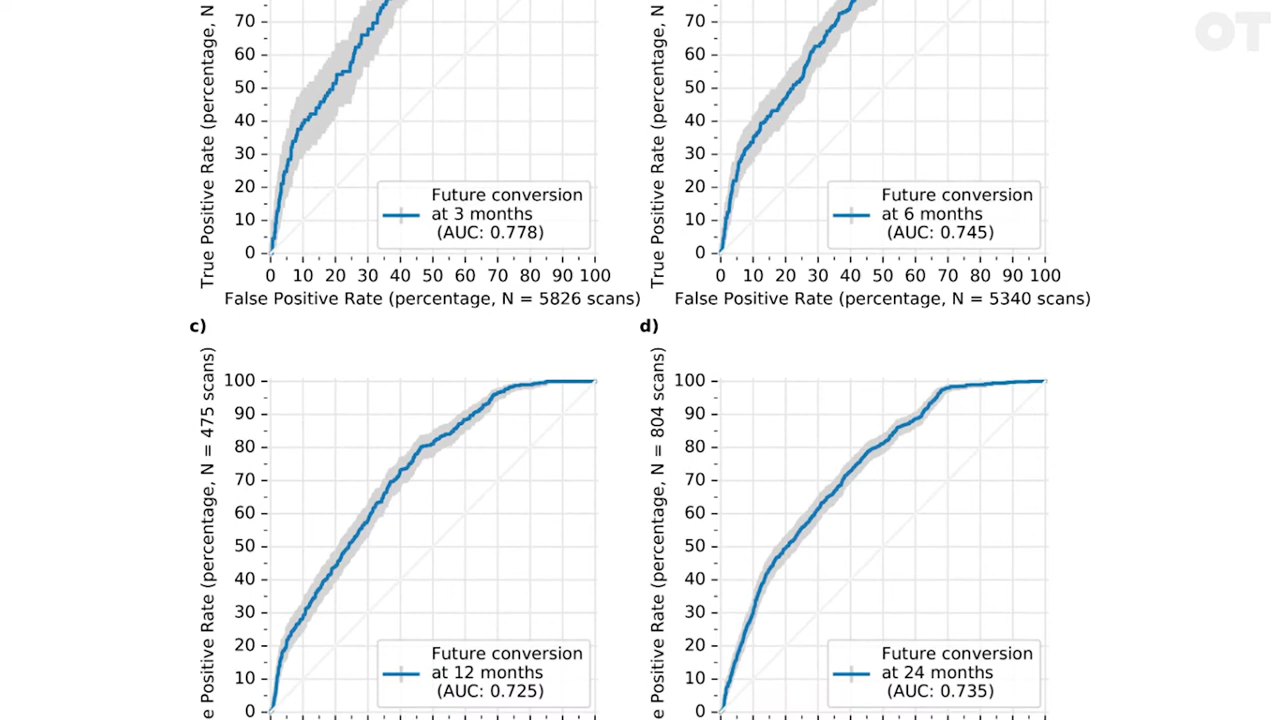 OT
True Positive Rate (percentage, N
70
60
50
40
30
20
10
0
0 10 20 30 40 50 60 70 80 90 100
False Positive Rate (percentage, N = 5826 scans)
Future conversion
at 3 months
(AUC: 0.778)
True Positive Rate (percentage, N
70
60
50
40
30
20
10
0
0 10 20 30 40 50 60 70 80 90 100
False Positive Rate (percentage, N = 5340 scans)
Future conversion
at 6 months
(AUC: 0.745)
c)
e Positive Rate (percentage, N = 475 scans)
100
90
80
70
60
50
40
30
20
10
0
Future conversion
at 12 months
(AUC: 0.725)
d)
e Positive Rate (percentage, N = 804 scans)
100
90
80
70
60
50
40
30
20
10
0
Future conversion
at 24 months
(AUC: 0.735)